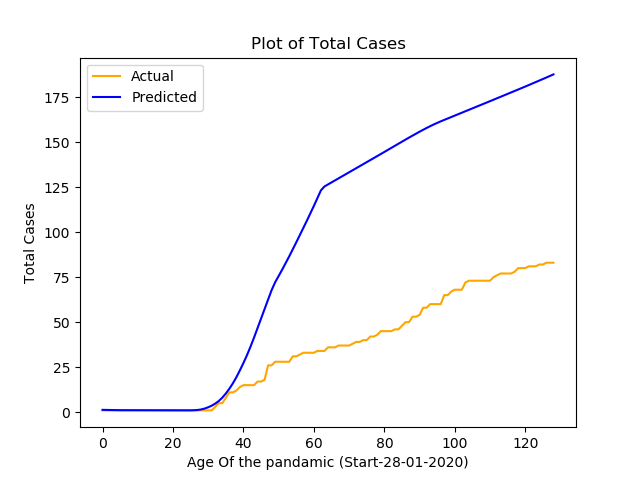 Plot of Total Cases
Actual
Predicted
175
150
125
100
75
50
25
0
Total Cases
0 20 40 60 80 100 120
Age Of the pandamic (Start-28-01-2020)